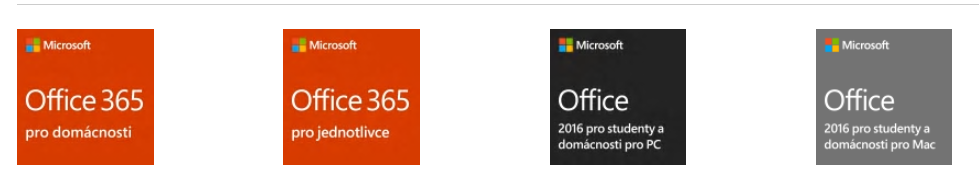 Microsoft
Office 365
pro domácnosti
Microsoft
Office 365
pro jednotlivce
Microsoft
Office
2016 pro studenty a
domácnosti pro PC
Microsoft
Office
2016 pro studenty a
domácnosti pro Mac